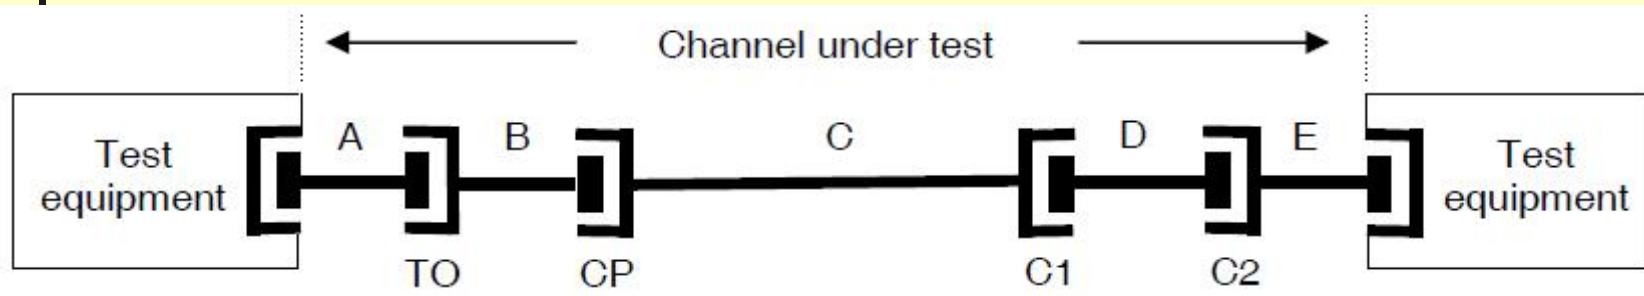 Channel under test
Test
equipment
A
B
C
D
E
Test
equipment
TO
CP
C1
C2